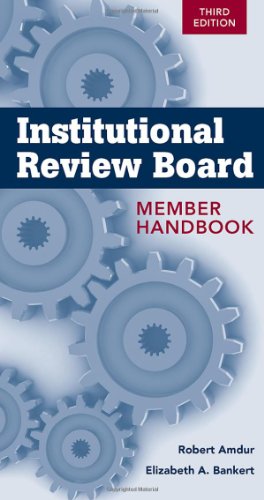 THIRD
EDITION
Institutional
Review Board
MEMBER
HANDBOOK
Robert Amdur
Elizabeth A. Bankert